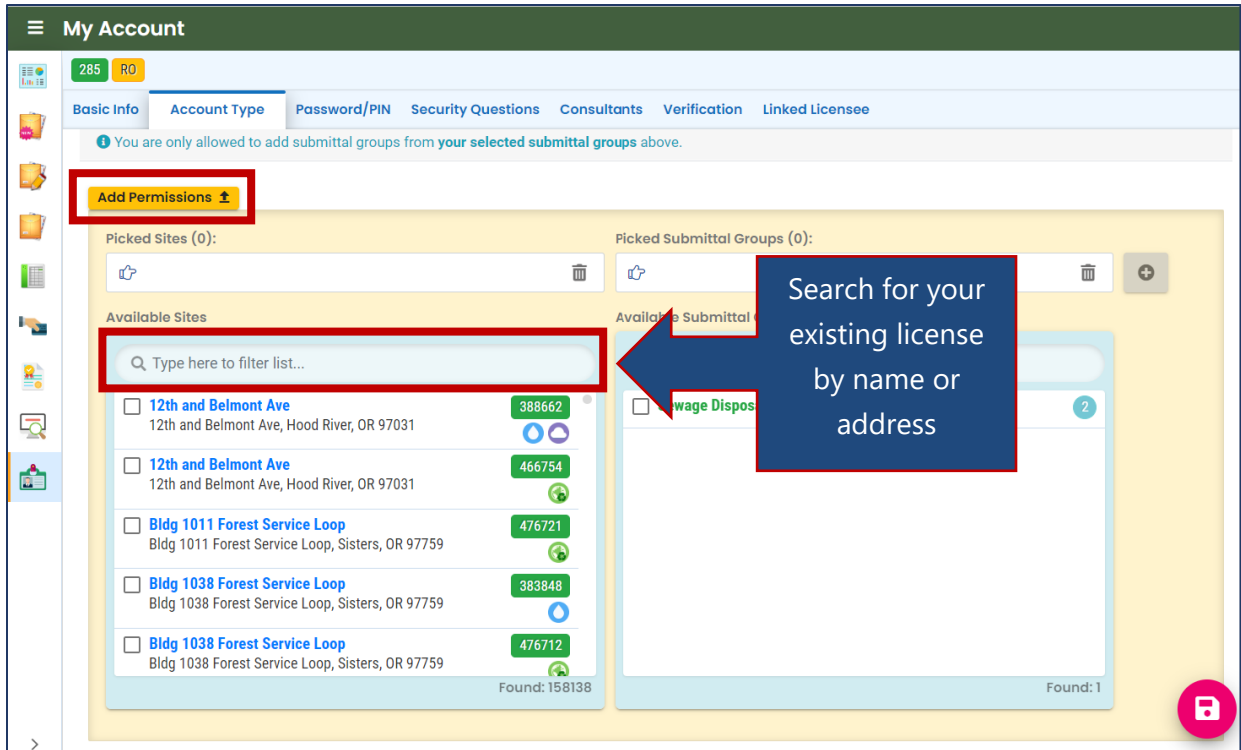 My Account
285 RO
Basic Info Account Type Password/PIN Security Questions Consultants Verification Linked Licensee
You are only allowed to add submittal groups from your selected submittal groups above.
Add Permissions
Picked Sites (0):
Picked Submittal Groups (0):
Available Sites
Available Submittal
Type here to filter list...
12th and Belmont Ave 388662
12th and Belmont Ave, Hood River, OR 97031
12th and Belmont Ave 466754
12th and Belmont Ave, Hood River, OR 97031
Bldg 1011 Forest Service Loop 476721
Bldg 1011 Forest Service Loop, Sisters, OR 97759
Bldg 1038 Forest Service Loop 383848
Bldg 1038 Forest Service Loop, Sisters, OR 97759
Bldg 1038 Forest Service Loop 476712
Bldg 1038 Forest Service Loop, Sisters, OR 97759
Found: 158138
Sewage Dispos 2
Found: 1
Search for your
existing license
by name or
address